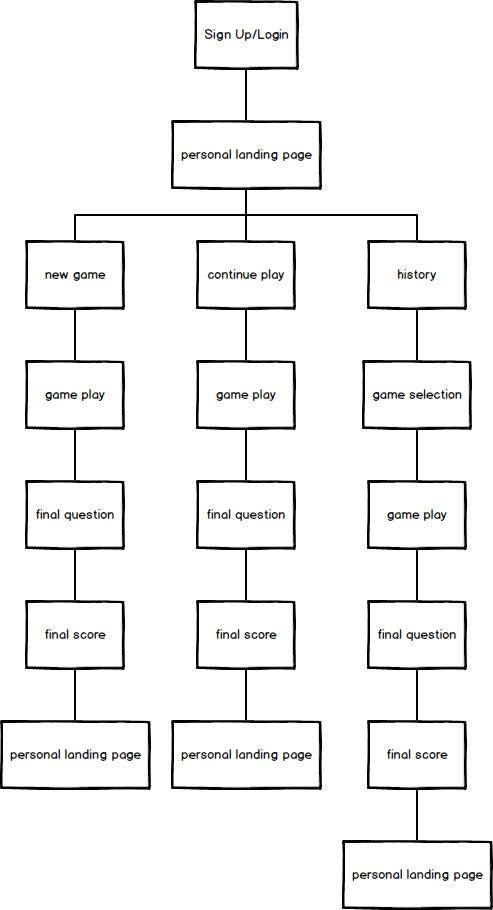 Sign Up/Login
personal landing page
new game
continue play
history
game play
game play
game selection
final question
final question
game play
final score
final score
final question
personal landing page
personal landing page
final score
personal landing page